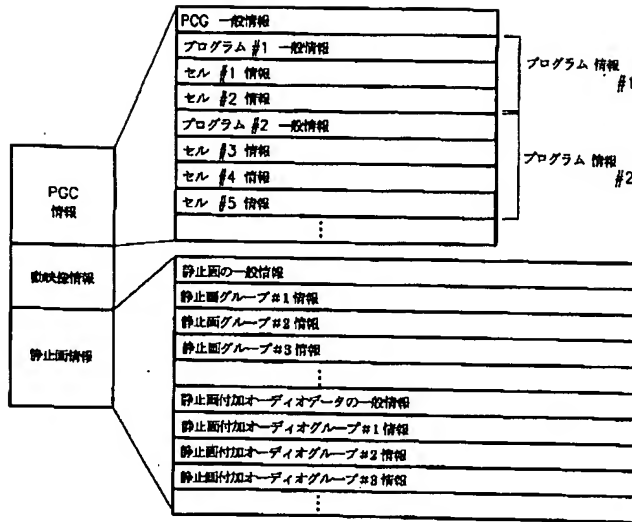 PCG 一般情報
プログラム #1 一般情報
セル #1 情報
セル #2 情報
プログラム #2 一般情報
セル #3 情報
セル #4 情報
セル #5 情報
⋮
プログラム 情報
#1
プログラム 情報
#2
PGC
情報
動映像情報
静止画情報
静止画の一般情報
静止画グループ#1情報
静止画グループ#2情報
静止画グループ#3情報
⋮
静止画付加オーディオデータの一般情報
静止画付加オーディオグループ#1情報
静止画付加オーディオグループ#2情報
静止画付加オーディオグループ#3情報
⋮